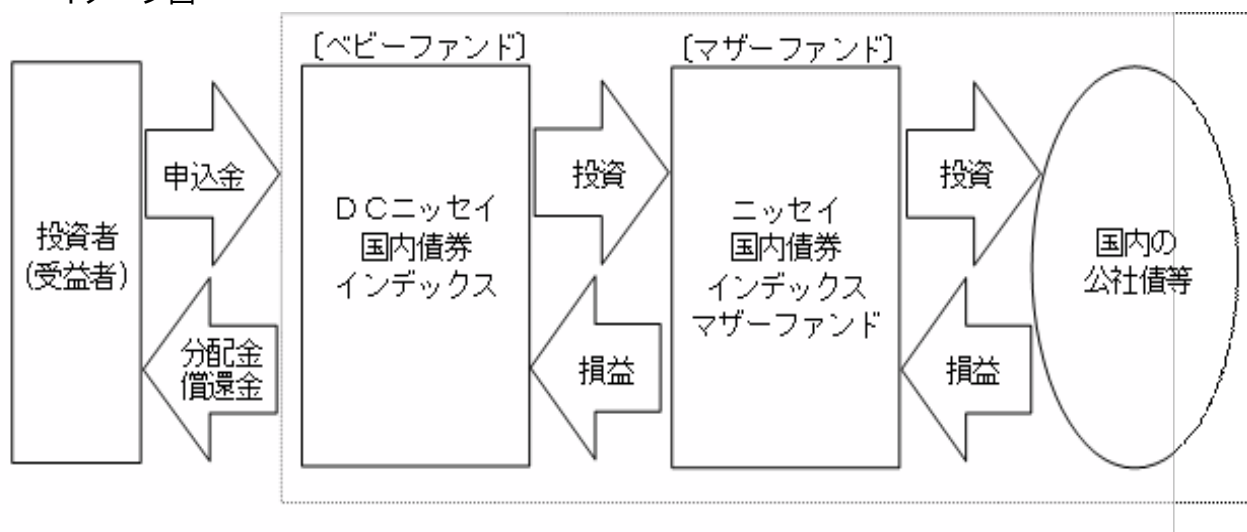 〔ベビーファンド〕
〔マザーファンド〕
投資者
(受益者)
申込金
分配金
償還金
DCニッセイ
国内債券
インデックス
投資
損益
ニッセイ
国内債券
インデックス
マザーファンド
投資
損益
国内の
公社債等